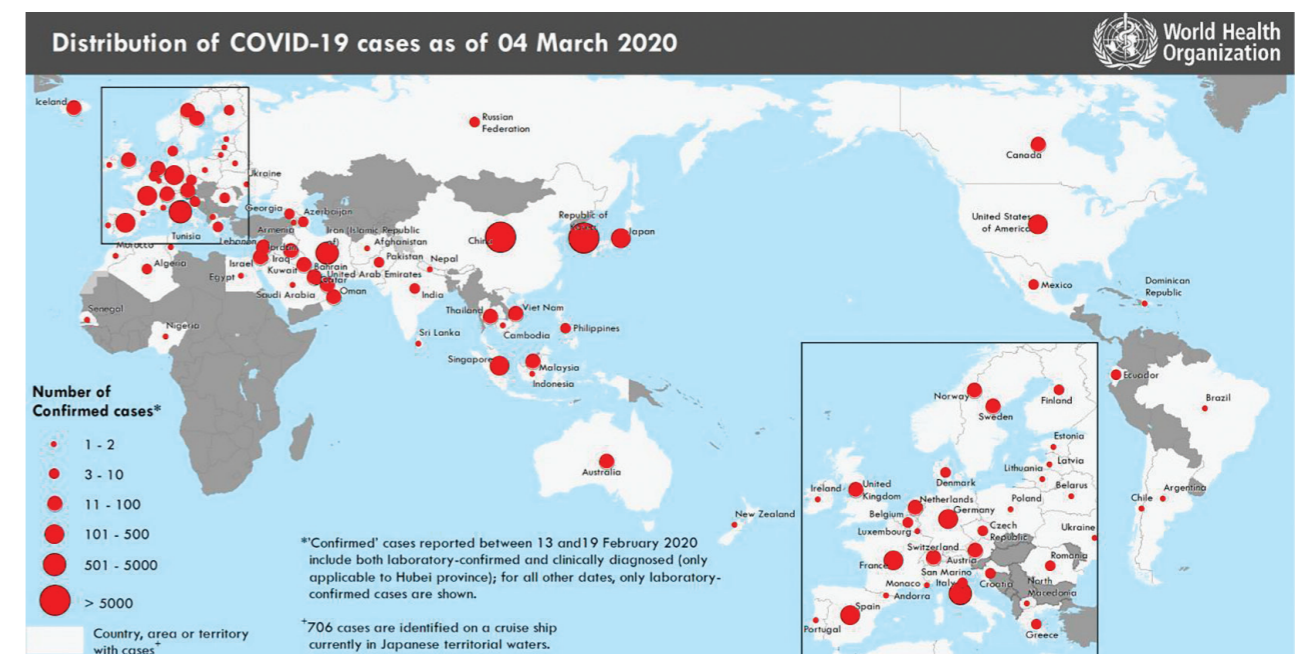 Distribution of COVID-19 cases as of 04 March 2020
World Health
Organization
Iceland
Russian
Federation
Ukraine
Georgia
Azerbaijan
Armenia
Iran (Islamic Republic
of)
Tunisia
Lebanon
Morocco
Afghanistan
China
Republic of
Japan
Algeria
Israel
Iraq
Pakistan
Nepal
Kuwait
Bahrain
United Arab Emirates
Egypt
Saudi Arabia
Oman
India
Senegal
Nigeria
Thailand
Viet Nam
Cambodia
Philippines
Sri Lanka
Singapore
Malaysia
Indonesia
Australia
New Zealand
Canada
United States
of America
Mexico
Dominican
Republic
Ecuador
Brazil
Chile
Argentina
Number of
Confirmed cases*
1 - 2
3 - 10
11 - 100
101 - 500
501 - 5000
> 5000
Country, area or territory
with cases+
*'Confirmed' cases reported between 13 and19 February 2020
include both laboratory-confirmed and clinically diagnosed (only
applicable to Hubei province); for all other dates, only laboratory-
confirmed cases are shown.
+706 cases are identified on a cruise ship
currently in Japanese territorial waters.
Norway
Sweden
Finland
Estonia
Latvia
Lithuania
Denmark
Belarus
Ireland
United
Kingdom
Netherlands
Poland
Belgium
Germany
Luxembourg
Czech
Republic
Ukraine
Switzerland
Austria
France
San Marino
Romania
Monaco
Italy
Croatia
North
Macedonia
Andorra
Spain
Portugal
Greece